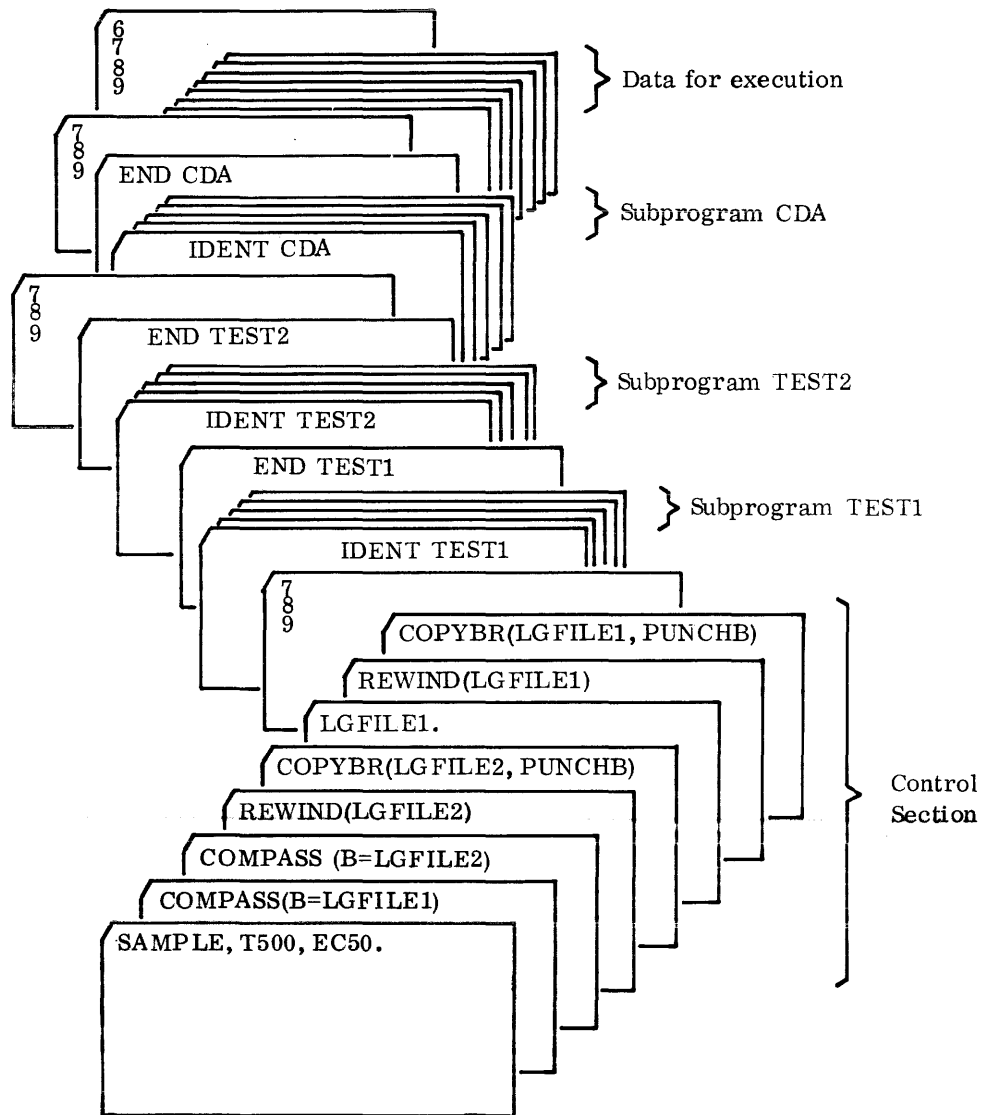 6
7
8
9
Data for execution
7
8
9
END CDA
Subprogram CDA
IDENT CDA
7
8
9
END TEST2
Subprogram TEST2
IDENT TEST2
END TEST1
Subprogram TEST1
IDENT TEST1
7
8
9
COPYBR(LGFILE1, PUNCHB)
REWIND(LGFILE1)
LGFILE1.
COPYBR(LGFILE2, PUNCHB)
Control
Section
REWIND(LGFILE2)
COMPASS (B=LGFILE2)
COMPASS(B=LGFILE1)
SAMPLE, T500, EC50.